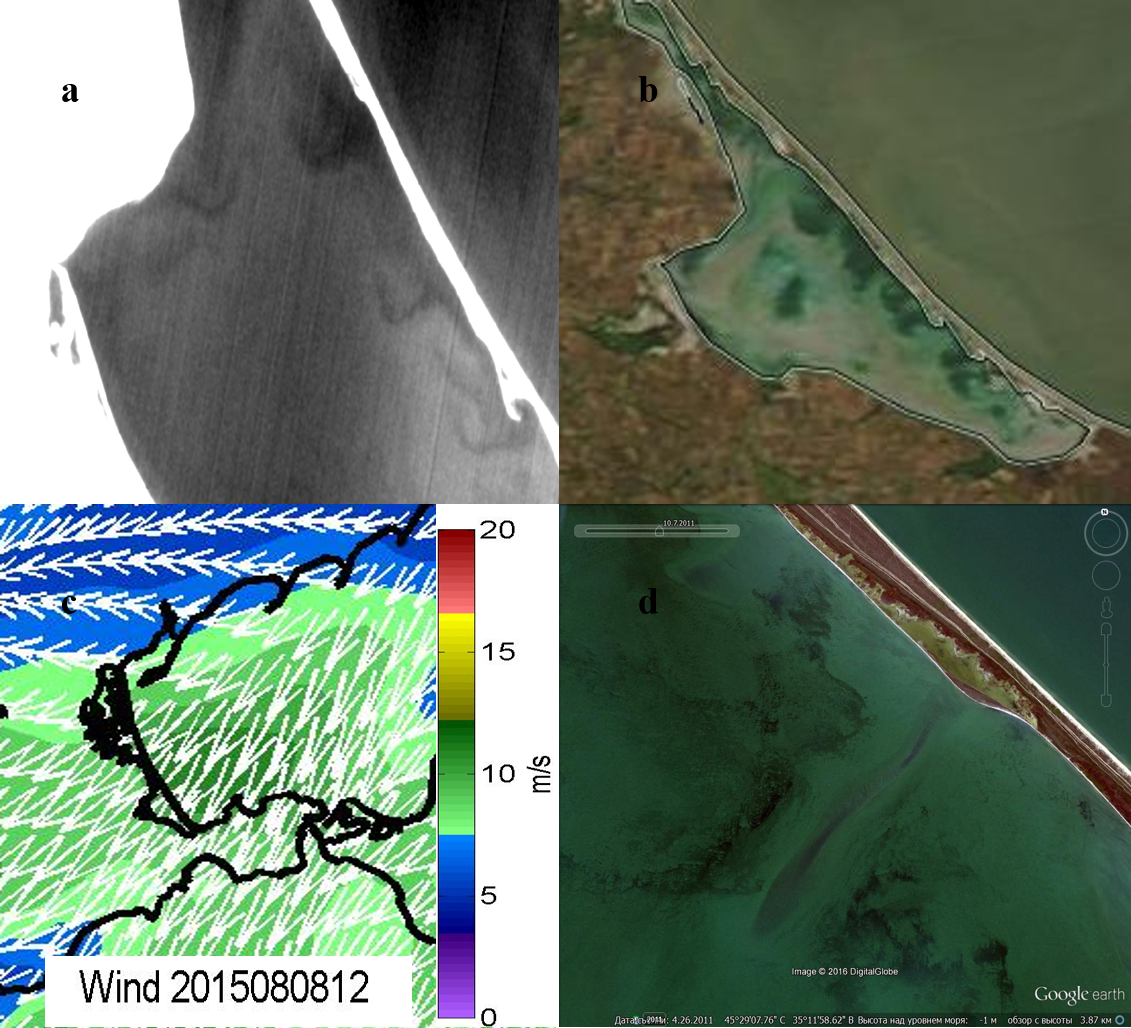 a
b
20
15
10
5
0
m/s
c
Wind 2015080812
10.7.2011
N
d
Image © 2016 DigitalGlobe
Google earth
2011
Дата съемки: 4.26.2011 45°29'07.76" С 35°11'58.62" В Высота над уровнем моря: -1 м обзор с высоты 3.87 км